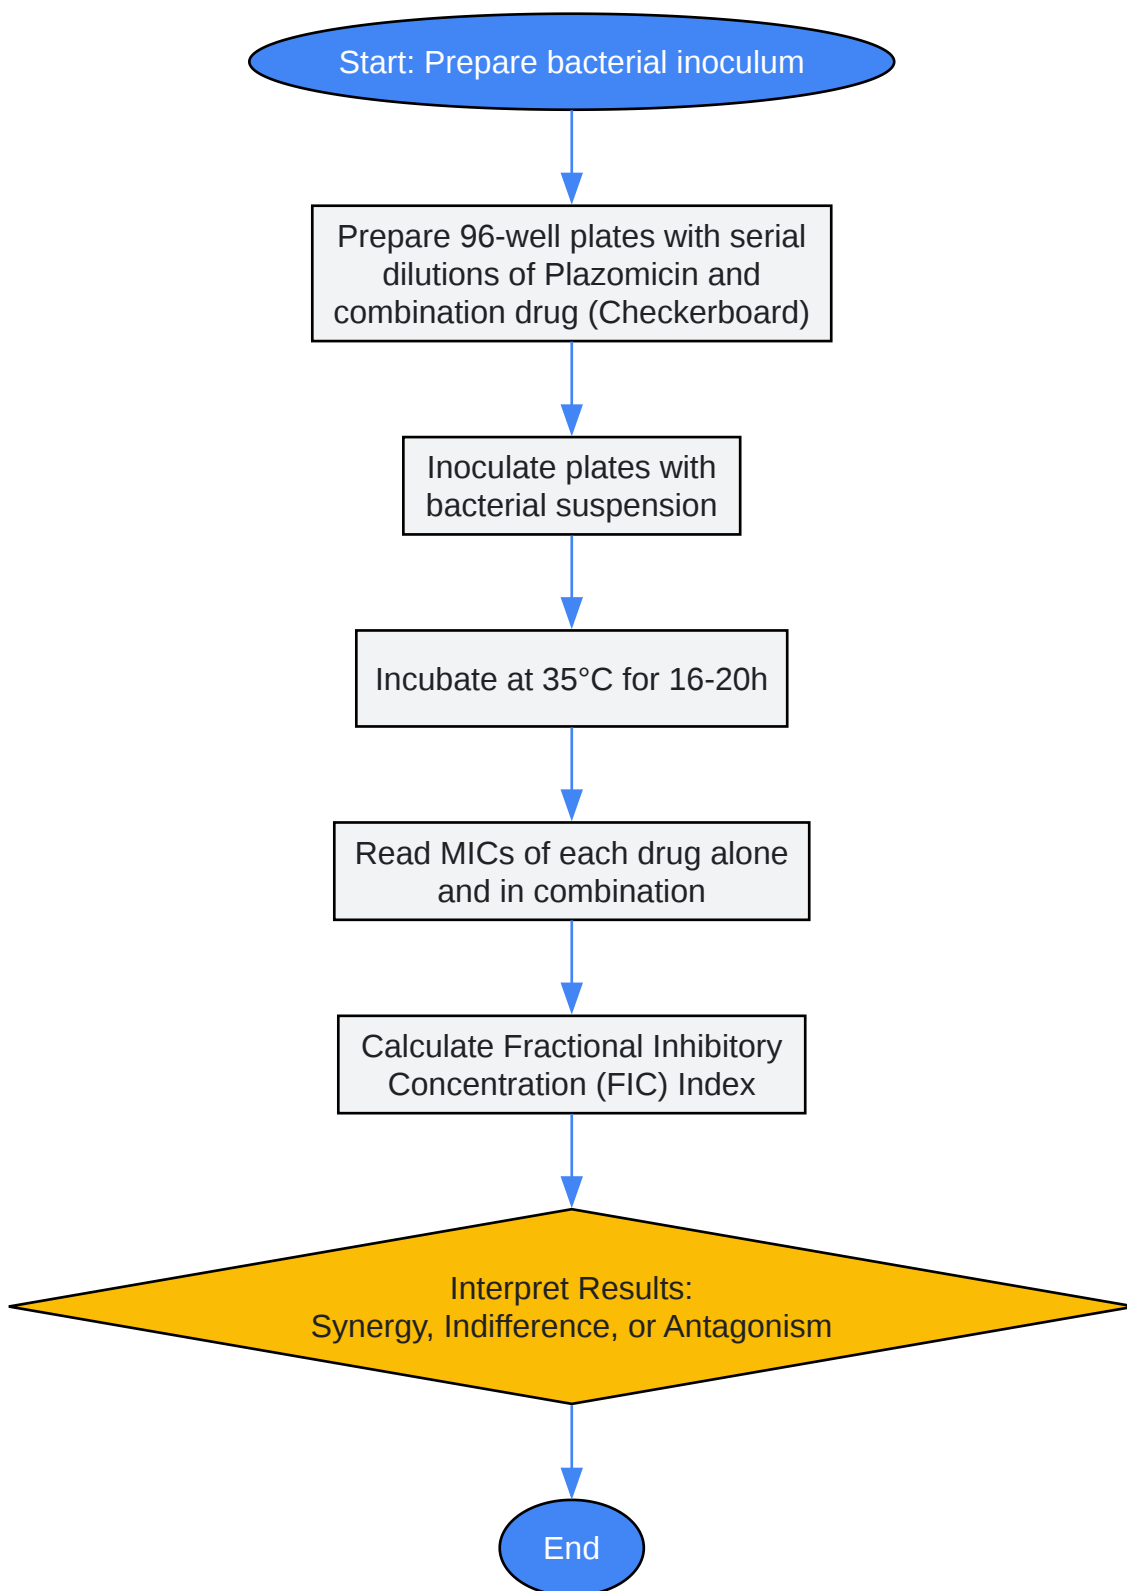 Start: Prepare bacterial inoculum
Prepare 96-well plates with serial
dilutions of Plazomicin and
combination drug (Checkerboard)
Inoculate plates with
bacterial suspension
Incubate at 35°C for 16-20h
Read MICs of each drug alone
and in combination
Calculate Fractional Inhibitory
Concentration (FIC) Index
Interpret Results:
Synergy, Indifference, or Antagonism
End